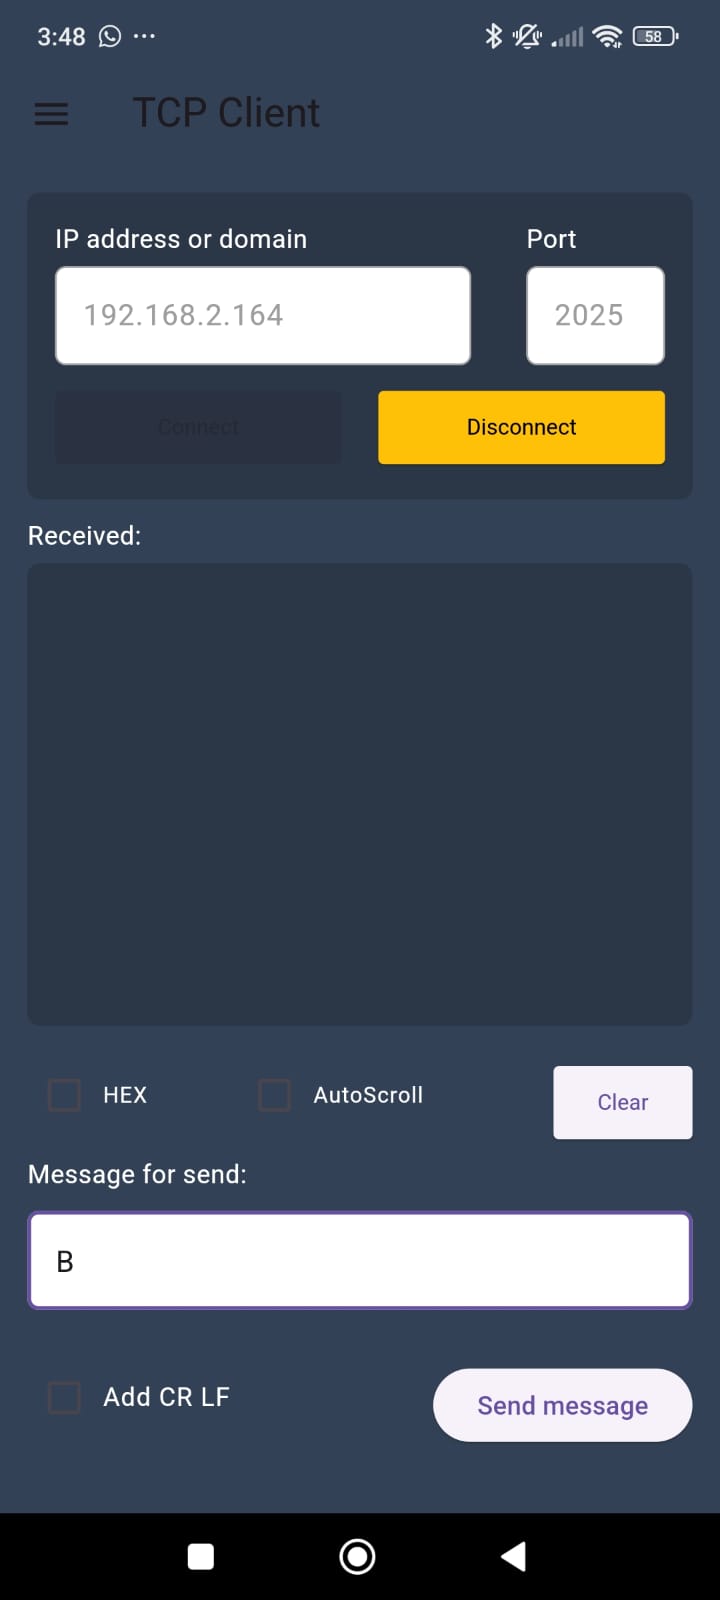 3:48
58
TCP Client
IP address or domain
Port
192.168.2.164
2025
Connect
Disconnect
Received:
HEX
AutoScroll
Clear
Message for send:
B
Add CR LF
Send message